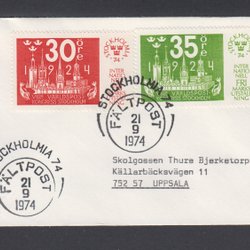 30 öre
1924
STOCKHOLMIA 74
35 öre
1924
STOCKHOLMIA 74
STOCKHOLMIA 74
FÄLTPOST
21
9
1974
STOCKHOLMIA 74
FÄLTPOST
21
9
1974
Skolgossen Thure Bjerketorp
Källarbäcksvägen 11
752 57 UPPSALA